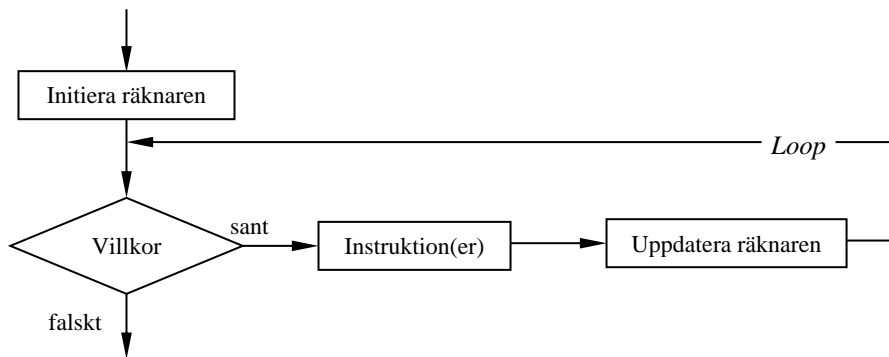 Initiera räknaren
Loop
sant
Villkor
Instruktion(er)
Uppdatera räknaren
falskt